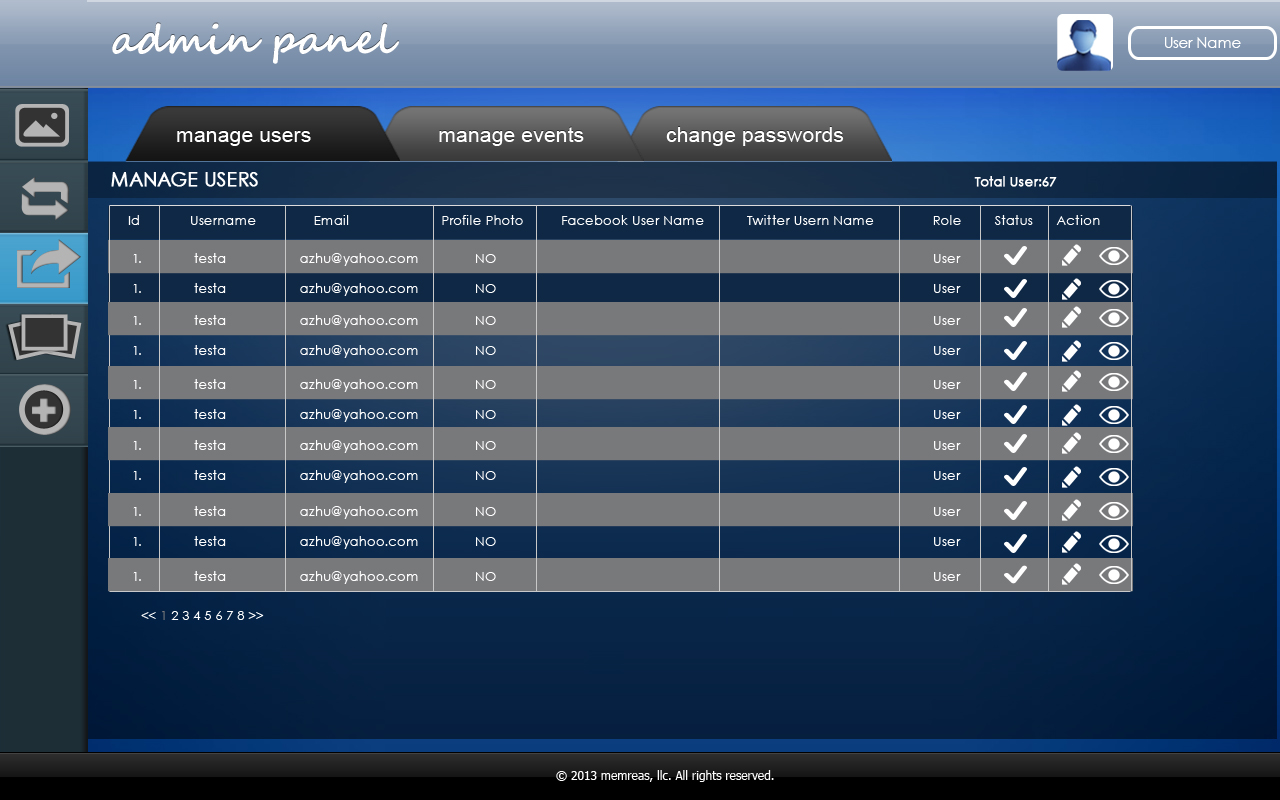 admin panel
User Name
manage users manage events change passwords
MANAGE USERS Total User:67
Id Username Email Profile Photo Facebook User Name Twitter Usern Name Role Status Action
1. testa azhu@yahoo.com NO User
1. testa azhu@yahoo.com NO User
1. testa azhu@yahoo.com NO User
1. testa azhu@yahoo.com NO User
1. testa azhu@yahoo.com NO User
1. testa azhu@yahoo.com NO User
1. testa azhu@yahoo.com NO User
1. testa azhu@yahoo.com NO User
1. testa azhu@yahoo.com NO User
1. testa azhu@yahoo.com NO User
1. testa azhu@yahoo.com NO User
<< 1 2 3 4 5 6 7 8 >>
© 2013 memreas, llc. All rights reserved.